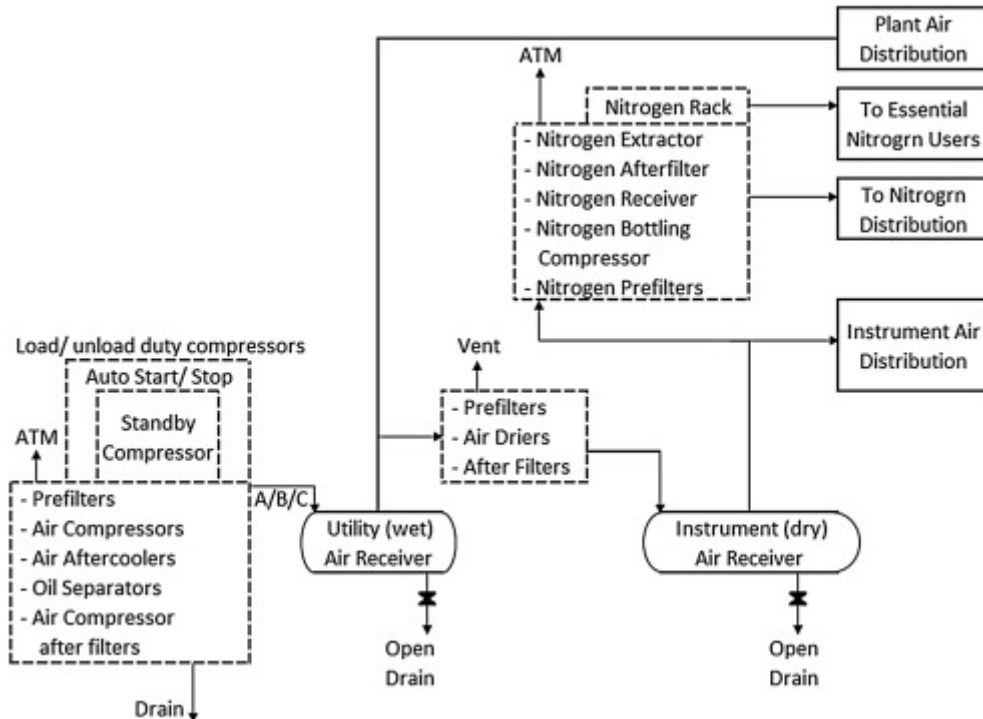 Plant Air
Distribution
ATM
Nitrogen Rack
To Essential
Nitrogrn Users
- Nitrogen Extractor
- Nitrogen Afterfilter
- Nitrogen Receiver
- Nitrogen Bottling
Compressor
- Nitrogen Prefilters
To Nitrogrn
Distribution
Instrument Air
Distribution
Load/ unload duty compressors
Auto Start/ Stop
Standby
Compressor
ATM
Vent
- Prefilters
- Air Driers
- After Filters
- Prefilters
- Air Compressors
- Air Aftercoolers
- Oil Separators
- Air Compressor
after filters
A/B/C
Utility (wet)
Air Receiver
Instrument (dry)
Air Receiver
Open
Drain
Open
Drain
Drain